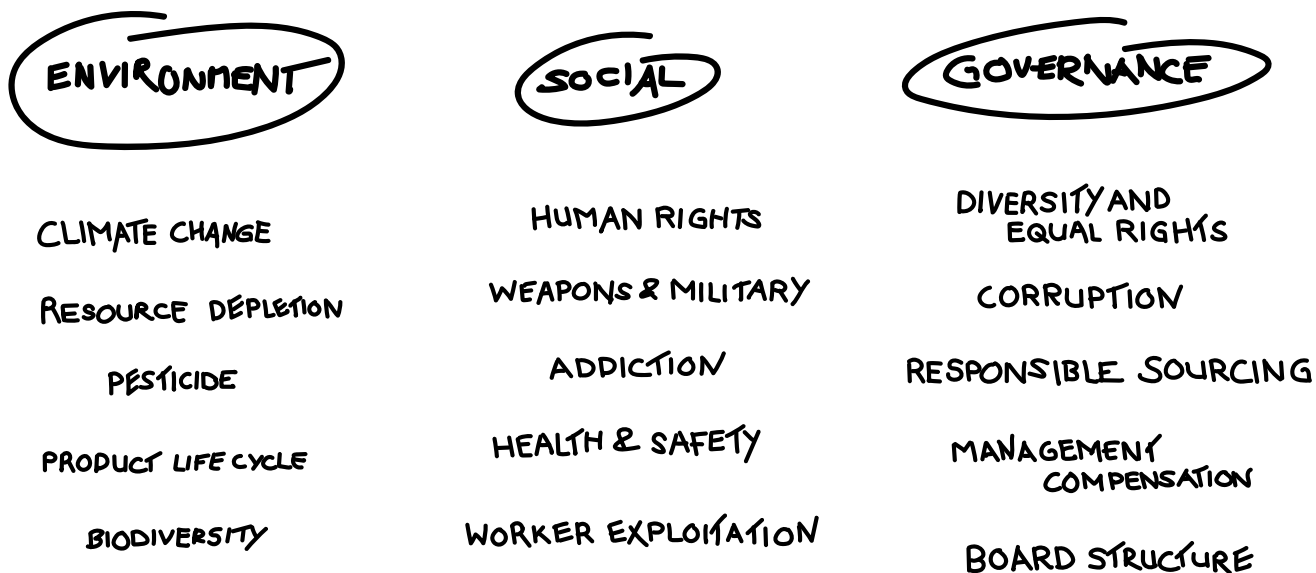 ENVIRONMENT
CLIMATE CHANGE
RESOURCE DEPLETION
PESTICIDE
PRODUCT LIFE CYCLE
BIODIVERSITY
SOCIAL
HUMAN RIGHTS
WEAPONS & MILITARY
ADDICTION
HEALTH & SAFETY
WORKER EXPLOITATION
GOVERNANCE
DIVERSITY AND
EQUAL RIGHTS
CORRUPTION
RESPONSIBLE SOURCING
MANAGEMENT
COMPENSATION
BOARD STRUCTURE